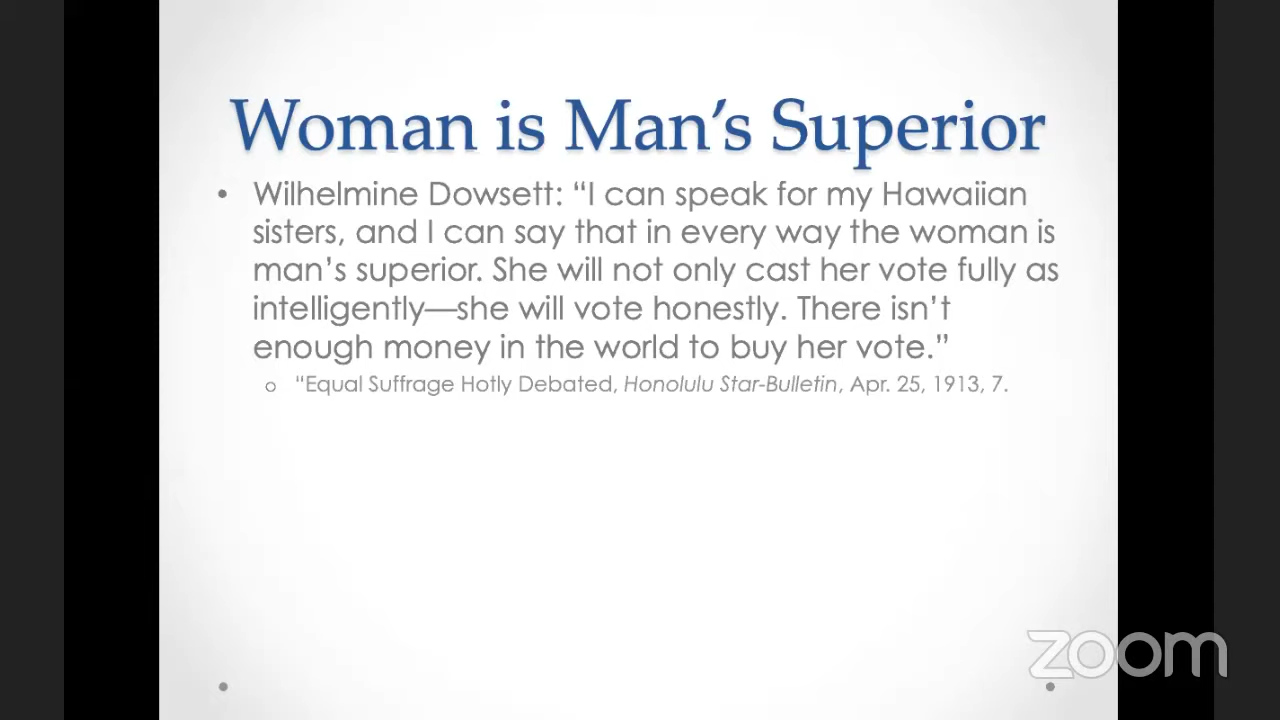 Woman is Man’s Superior
• Wilhelmine Dowsett: “I can speak for my Hawaiian
sisters, and I can say that in every way the woman is
man’s superior. She will not only cast her vote fully as
intelligently—she will vote honestly. There isn’t
enough money in the world to buy her vote.”
o “Equal Suffrage Hotly Debated, Honolulu Star-Bulletin, Apr. 25, 1913, 7.
zoom